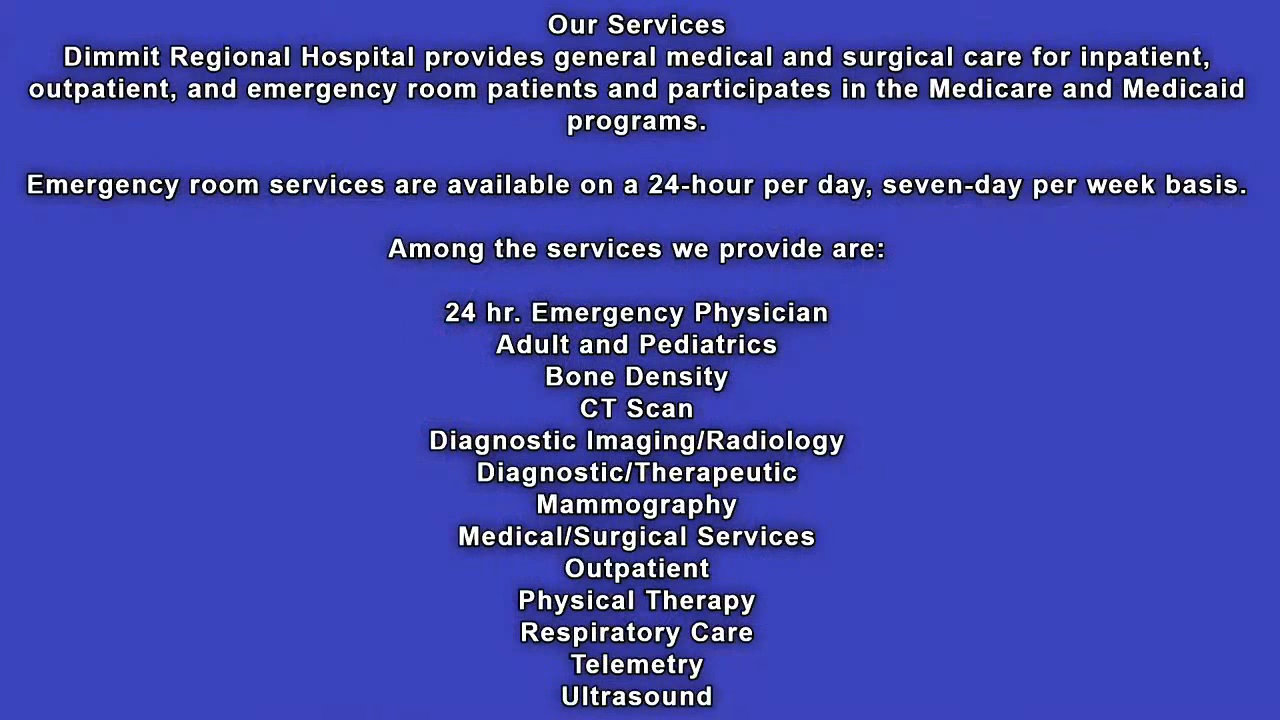 Our Services
Dimmit Regional Hospital provides general medical and surgical care for inpatient,
outpatient, and emergency room patients and participates in the Medicare and Medicaid
programs.
Emergency room services are available on a 24-hour per day, seven-day per week basis.
Among the services we provide are:
24 hr. Emergency Physician
Adult and Pediatrics
Bone Density
CT Scan
Diagnostic Imaging/Radiology
Diagnostic/Therapeutic
Mammography
Medical/Surgical Services
Outpatient
Physical Therapy
Respiratory Care
Telemetry
Ultrasound